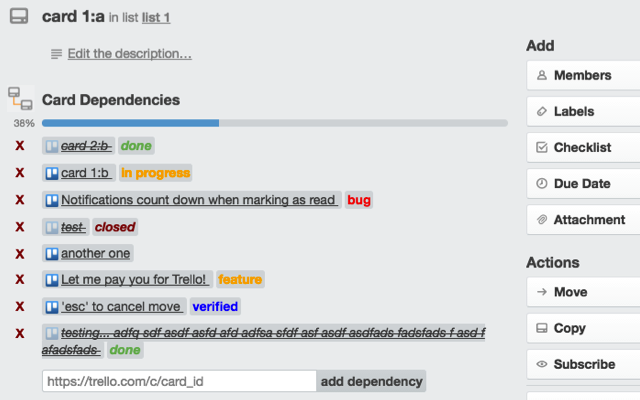 card 1:a in list list 1
Edit the description...
Card Dependencies
38%
X card 2:b done
X card 1:b in progress
X Notifications count down when marking as read bug
X test closed
X another one
X Let me pay you for Trello! feature
X 'esc' to cancel move verified
X testing... adfq sdf asdf asfd afd adfsa sfdf asf asdf asdfads fadsfads f asd f
afadsfads done
https://trello.com/c/card_id add dependency
Add
Members
Labels
Checklist
Due Date
Attachment
Actions
Move
Copy
Subscribe